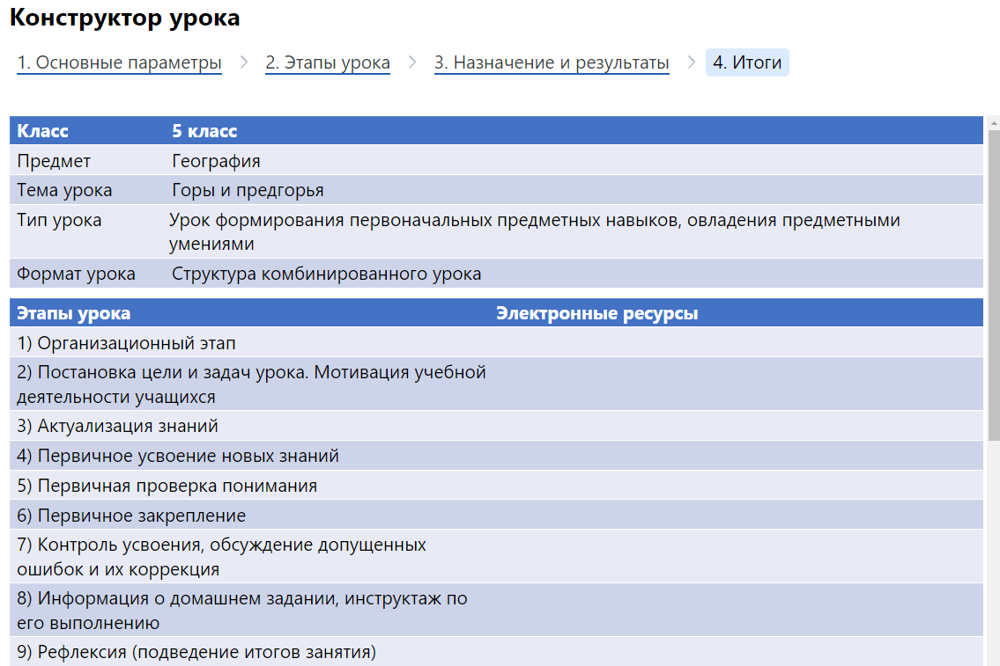 Конструктор урока
1. Основные параметры > 2. Этапы урока > 3. Назначение и результаты > 4. Итоги
Класс 5 класс
Предмет География
Тема урока Горы и предгорья
Тип урока Урок формирования первоначальных предметных навыков, овладения предметными
умениями
Формат урока Структура комбинированного урока
Этапы урока Электронные ресурсы
1) Организационный этап
2) Постановка цели и задач урока. Мотивация учебной
деятельности учащихся
3) Актуализация знаний
4) Первичное усвоение новых знаний
5) Первичная проверка понимания
6) Первичное закрепление
7) Контроль усвоения, обсуждение допущенных
ошибок и их коррекция
8) Информация о домашнем задании, инструктаж по
его выполнению
9) Рефлексия (подведение итогов занятия)